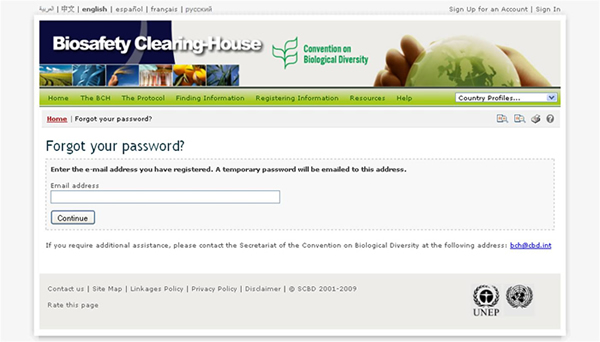 العربية | 中文 | english | español | français | русский
Sign Up for an Account | Sign In
Biosafety Clearing-House
Convention on
Biological Diversity
Home The BCH The Protocol Finding Information Registering Information Resources Help Country Profiles...
Home | Forgot your password?
Forgot your password?
Enter the e-mail address you have registered. A temporary password will be emailed to this address.
Email address
Continue
If you require additional assistance, please contact the Secretariat of the Convention on Biological Diversity at the following address: bch@cbd.int
Contact us | Site Map | Linkages Policy | Privacy Policy | Disclaimer | © SCBD 2001-2009
Rate this page
UNEP